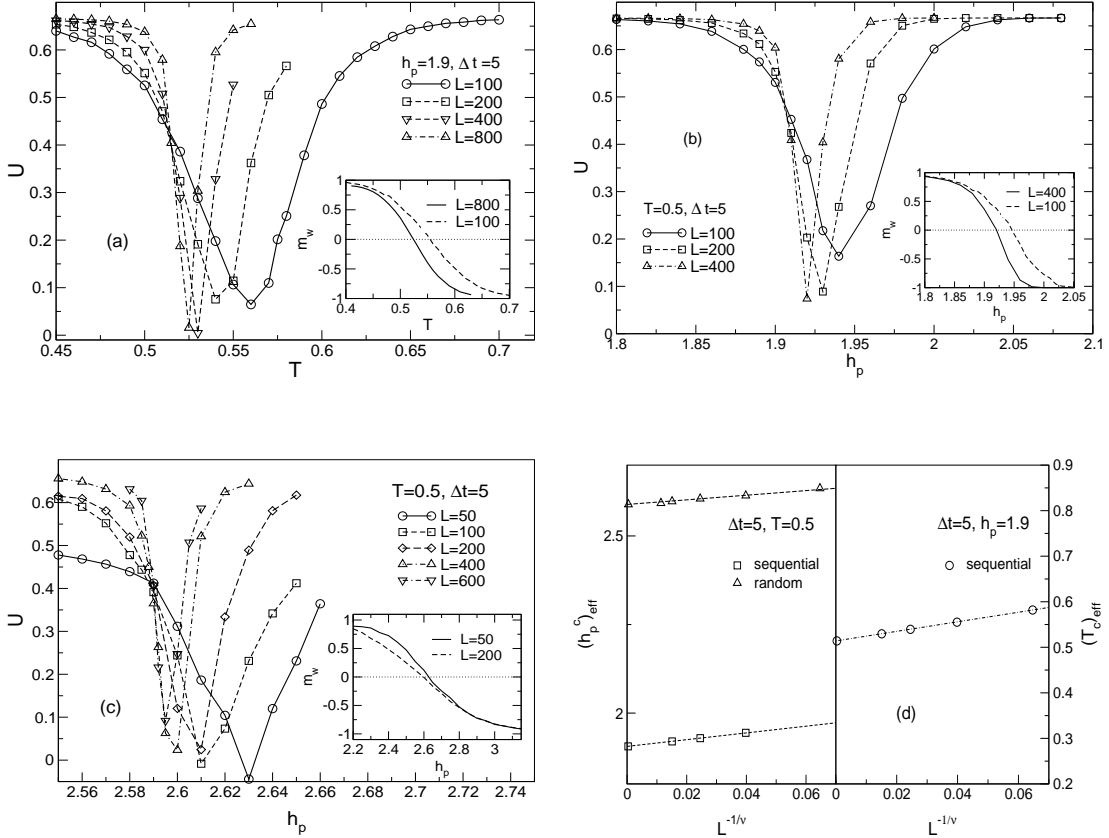 0.6
0.5
0.4
0.3
0.2
0.1
0
U
0.45
0.5
0.55
0.6
0.65
0.7
T
(a)
h_p=1.9, Δt=5
L=100
L=200
L=400
L=800
1
0.5
0
-0.5
-1
m_w
L=800
L=100
0.4
0.5
0.6
0.7
T
0.6
0.5
0.4
0.3
0.2
0.1
0
U
1.8
1.85
1.9
1.95
2
2.05
2.1
h_p
(b)
T=0.5, Δt=5
L=100
L=200
L=400
1
0.5
0
-0.5
-1
m_w
L=400
L=100
1.8
1.85
1.9
1.95
2
2.05
h_p
0.6
0.5
0.4
0.3
0.2
0.1
0
U
2.56
2.58
2.6
2.62
2.64
2.66
2.68
2.7
2.72
2.74
h_p
(c)
T=0.5, Δt=5
L=50
L=100
L=200
L=400
L=600
1
0.5
0
-0.5
-1
m_w
L=50
L=200
2.2
2.4
2.6
2.8
3
h_p
2.5
2
(h_p^c)_eff
Δt=5, T=0.5
sequential
random
0
0.02
0.04
0.06
L^-1/ν
Δt=5, h_p=1.9
sequential
(d)
0
0.02
0.04
0.06
L^-1/ν
0.9
0.8
0.7
0.6
0.5
0.4
0.3
0.2
(T_c)_eff